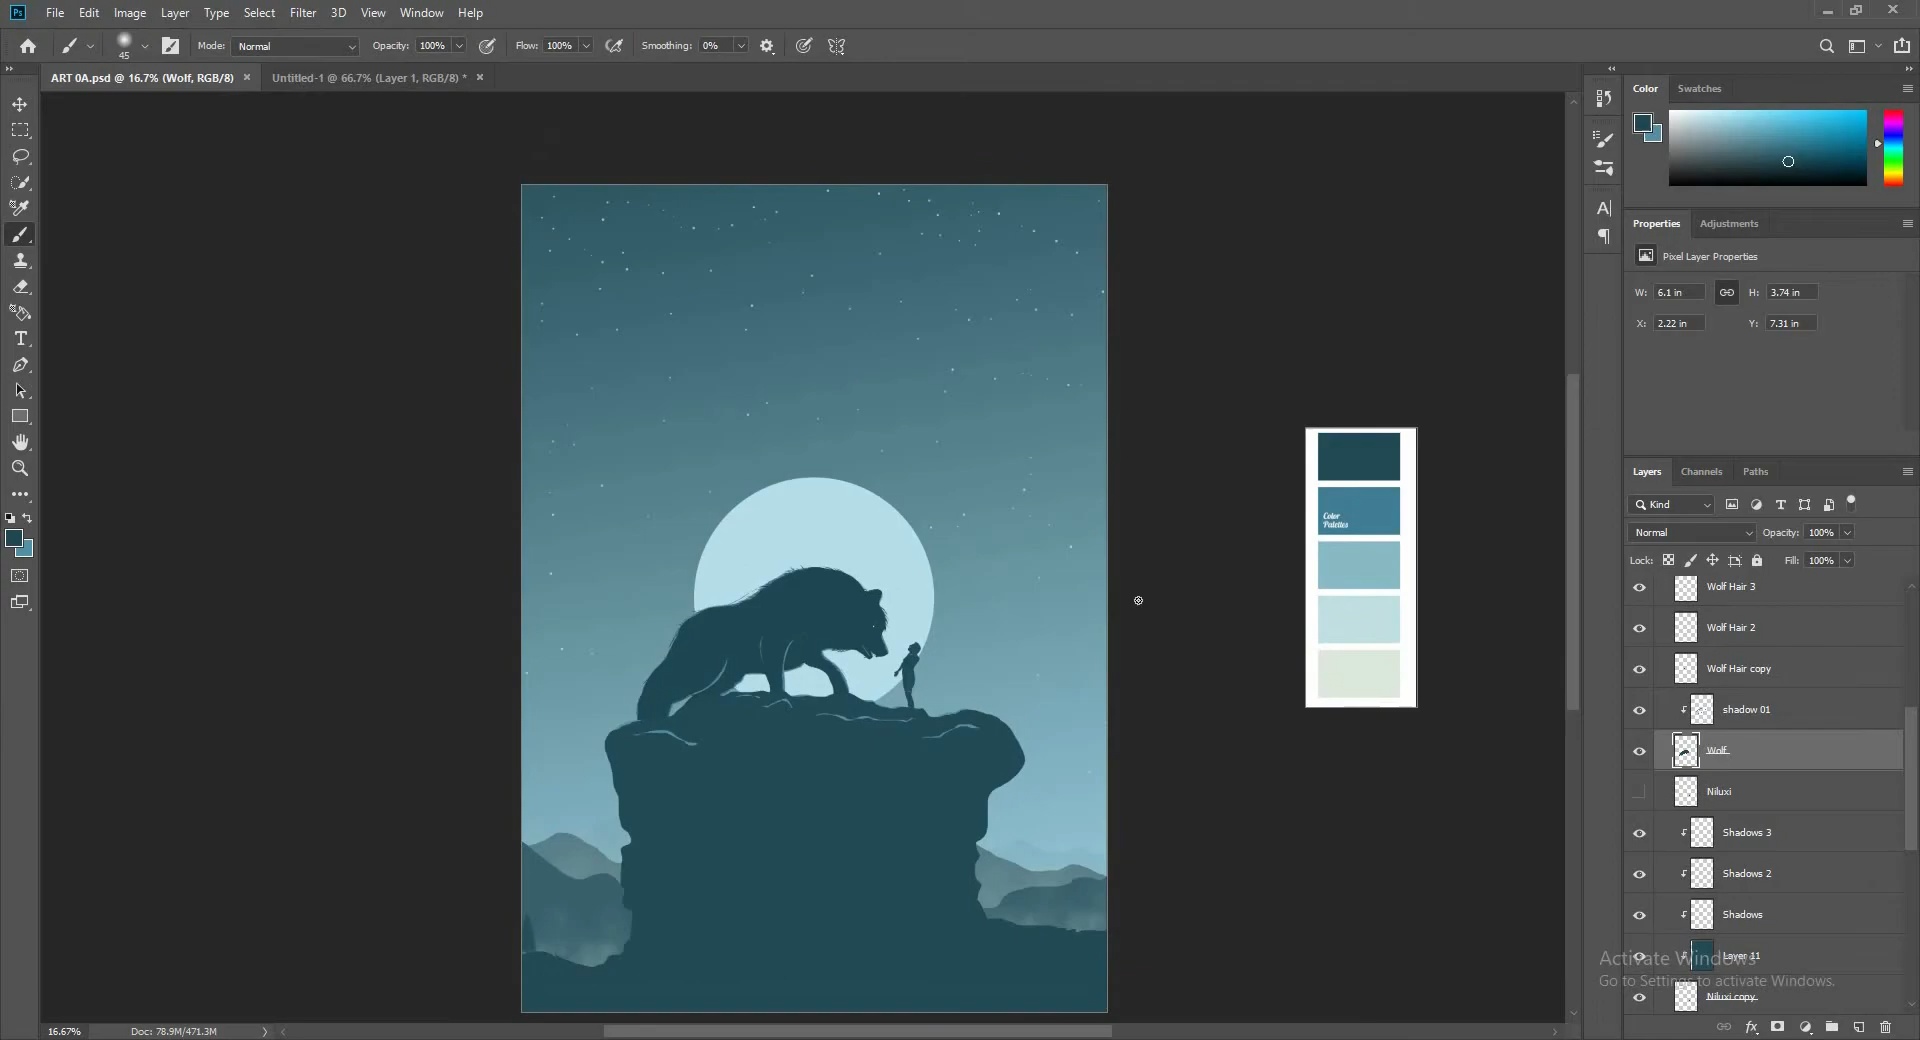 Ps File Edit Image Layer Type Select Filter 3D View Window Help
45 Mode: Normal Opacity: 100% Flow: 100% Smoothing: 0%
ART 0A.psd @ 16.7% (Wolf, RGB/8) × Untitled-1 @ 66.7% (Layer 1, RGB/8) * ×
Color Swatches
Properties Adjustments
Pixel Layer Properties
W: 6.1 in H: 3.74 in
X: 2.22 in Y: 7.31 in
Color
Palettes
Layers Channels Paths
Kind
Normal Opacity: 100%
Lock: Fill: 100%
Wolf Hair 3
Wolf Hair 2
Wolf Hair copy
shadow 01
Wolf
Niluxi
Shadows 3
Shadows 2
Shadows
Layer 11
Niluxi copy
Activate Windows
Go to Settings to activate Windows.
16.67% Doc: 78.9M/471.3M